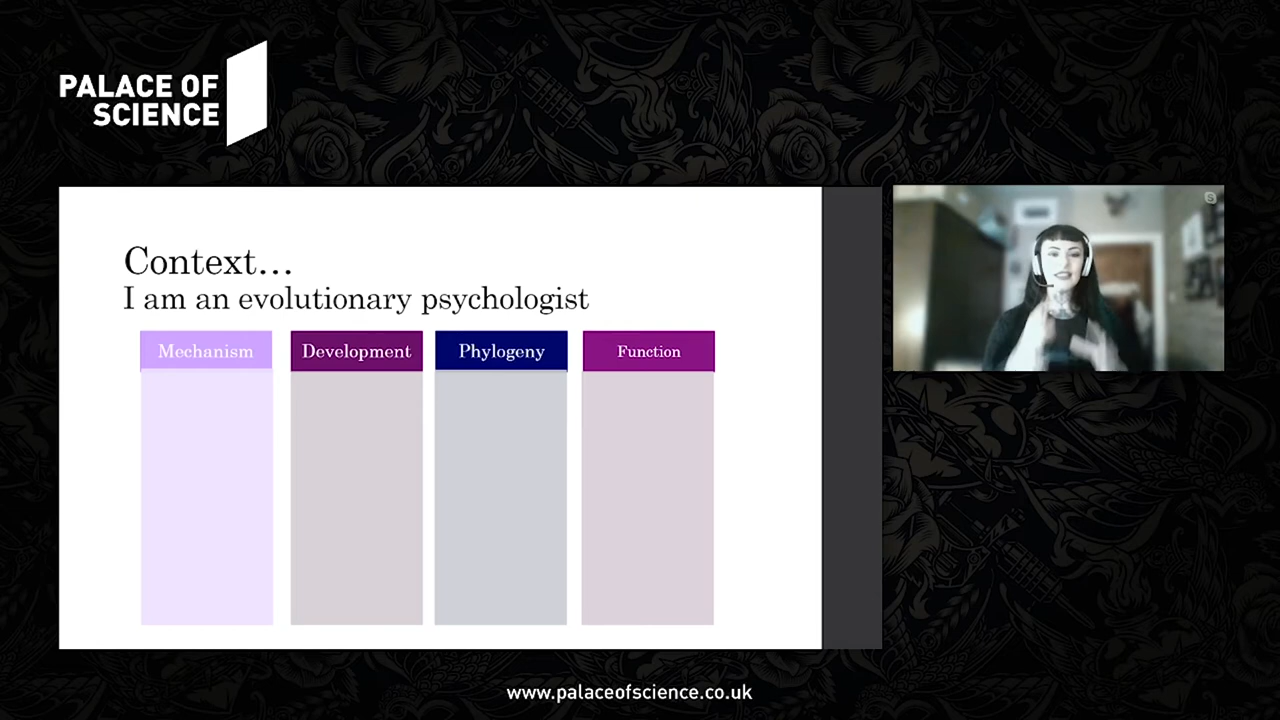 PALACE OF
SCIENCE
Context...
I am an evolutionary psychologist
Mechanism
Development
Phylogeny
Function
www.palaceofscience.co.uk